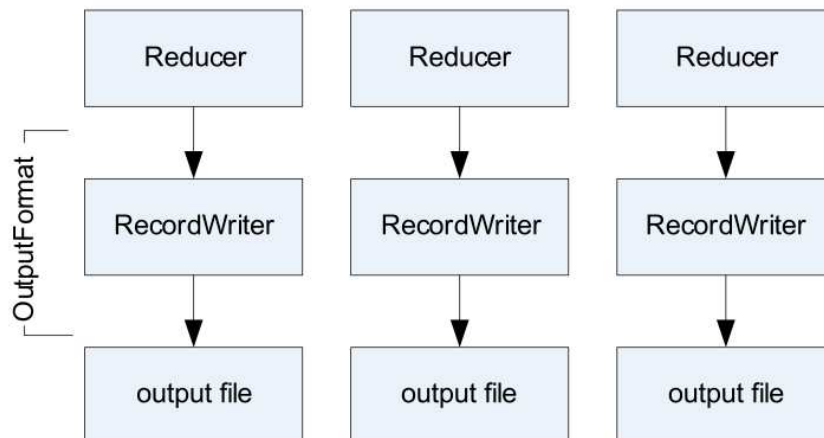 Reducer Reducer Reducer
OutputFormat
RecordWriter RecordWriter RecordWriter
output file output file output file